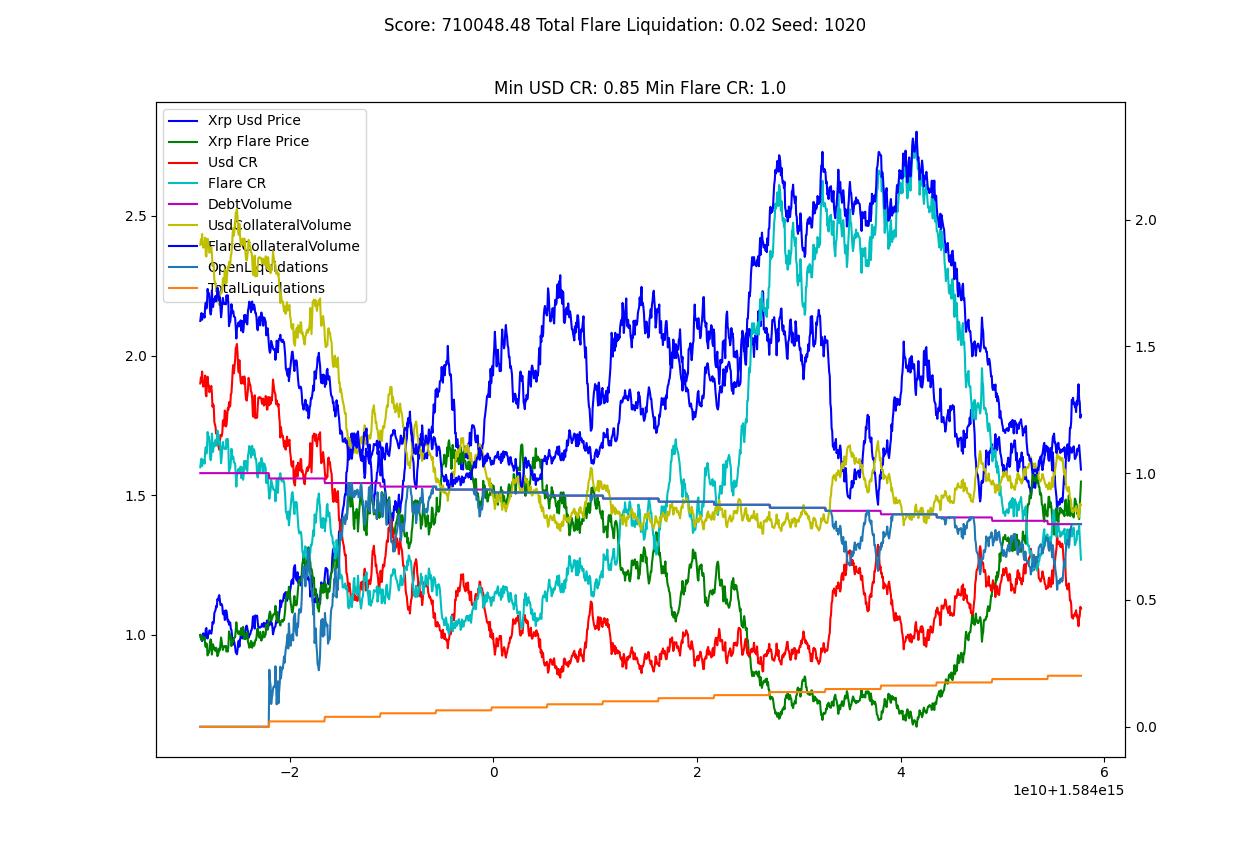 Score: 710048.48 Total Flare Liquidation: 0.02 Seed: 1020
Min USD CR: 0.85 Min Flare CR: 1.0
Xrp Usd Price
Xrp Flare Price
Usd CR
Flare CR
DebtVolume
UsdCollateralVolume
FlareCollateralVolume
OpenLiquidations
TotalLiquidations
2.5
2.0
1.5
1.0
2.0
1.5
1.0
0.5
0.0
−2
0
2
4
6
1e10+1.584e15